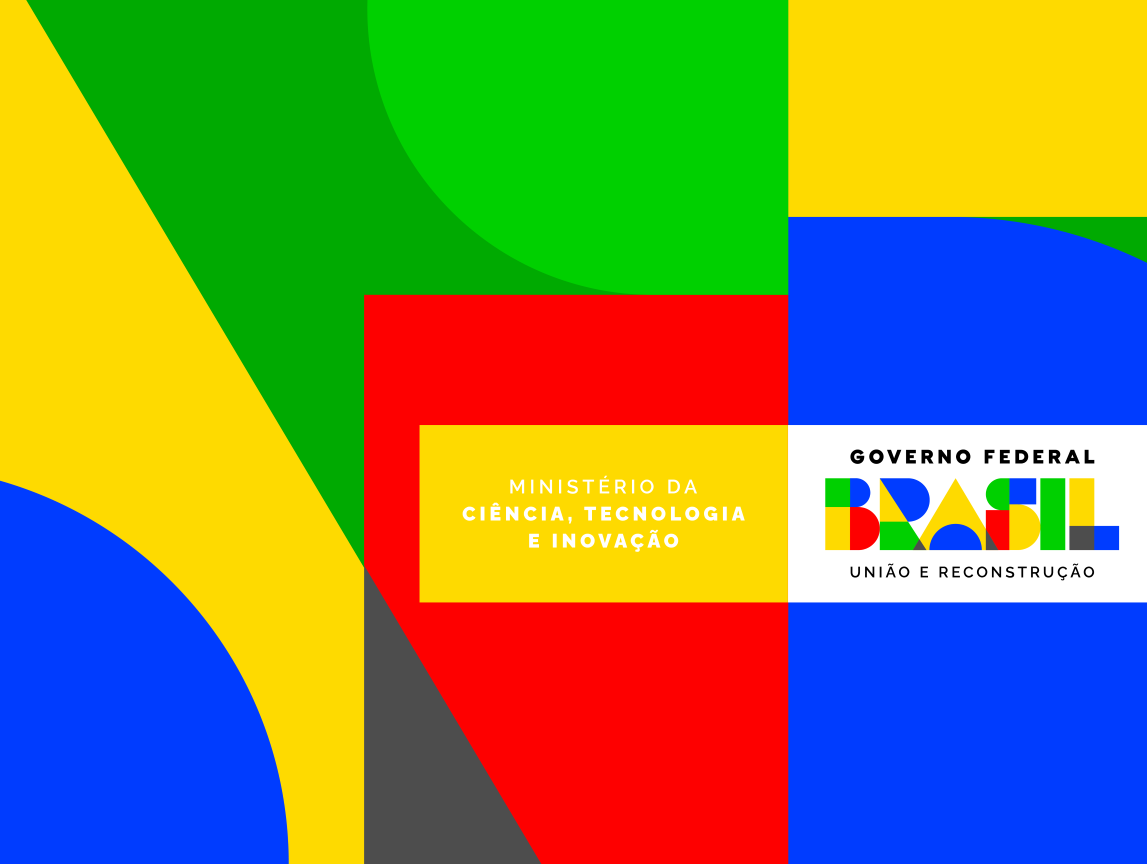 MINISTÉRIO DA
CIÊNCIA, TECNOLOGIA
E INOVAÇÃO
GOVERNO FEDERAL
BRASIL
UNIÃO E RECONSTRUÇÃO